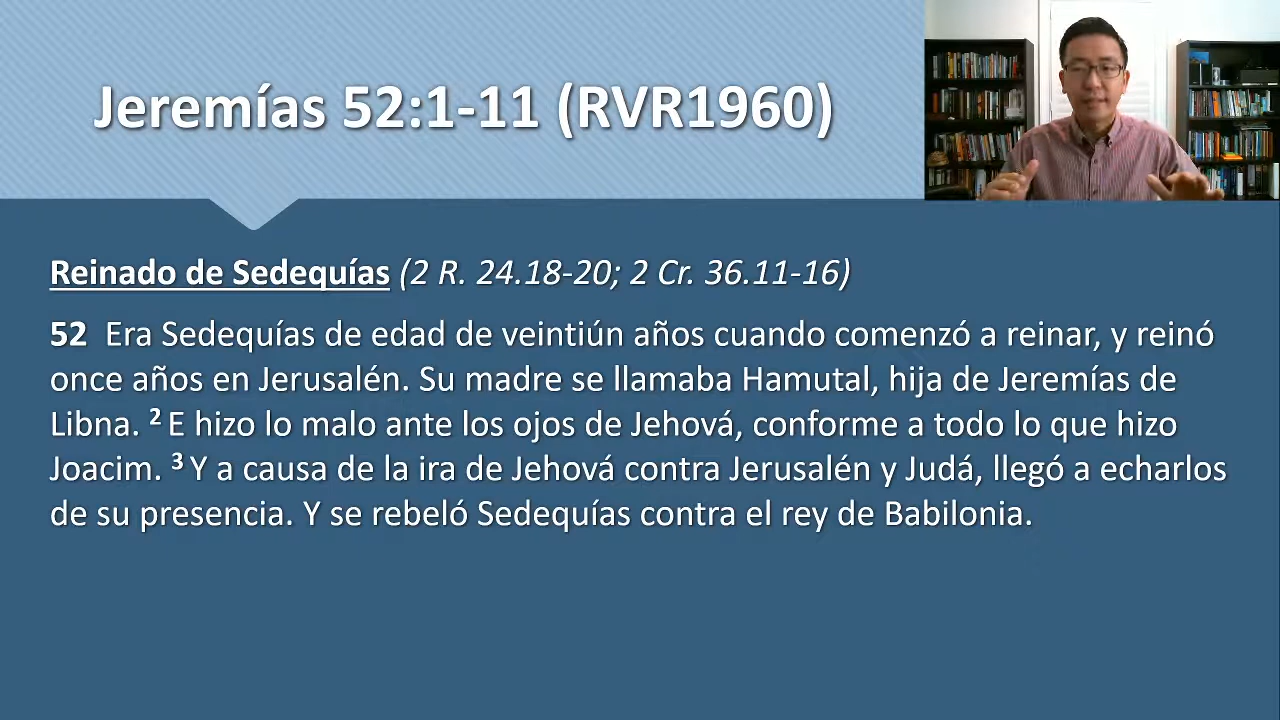 Jeremías 52:1-11 (RVR1960)
Reinado de Sedequías (2 R. 24.18-20; 2 Cr. 36.11-16)
52 Era Sedequías de edad de veintiún años cuando comenzó a reinar, y reinó
once años en Jerusalén. Su madre se llamaba Hamutal, hija de Jeremías de
Libna. ² E hizo lo malo ante los ojos de Jehová, conforme a todo lo que hizo
Joacim. ³ Y a causa de la ira de Jehová contra Jerusalén y Judá, llegó a echarlos
de su presencia. Y se rebeló Sedequías contra el rey de Babilonia.